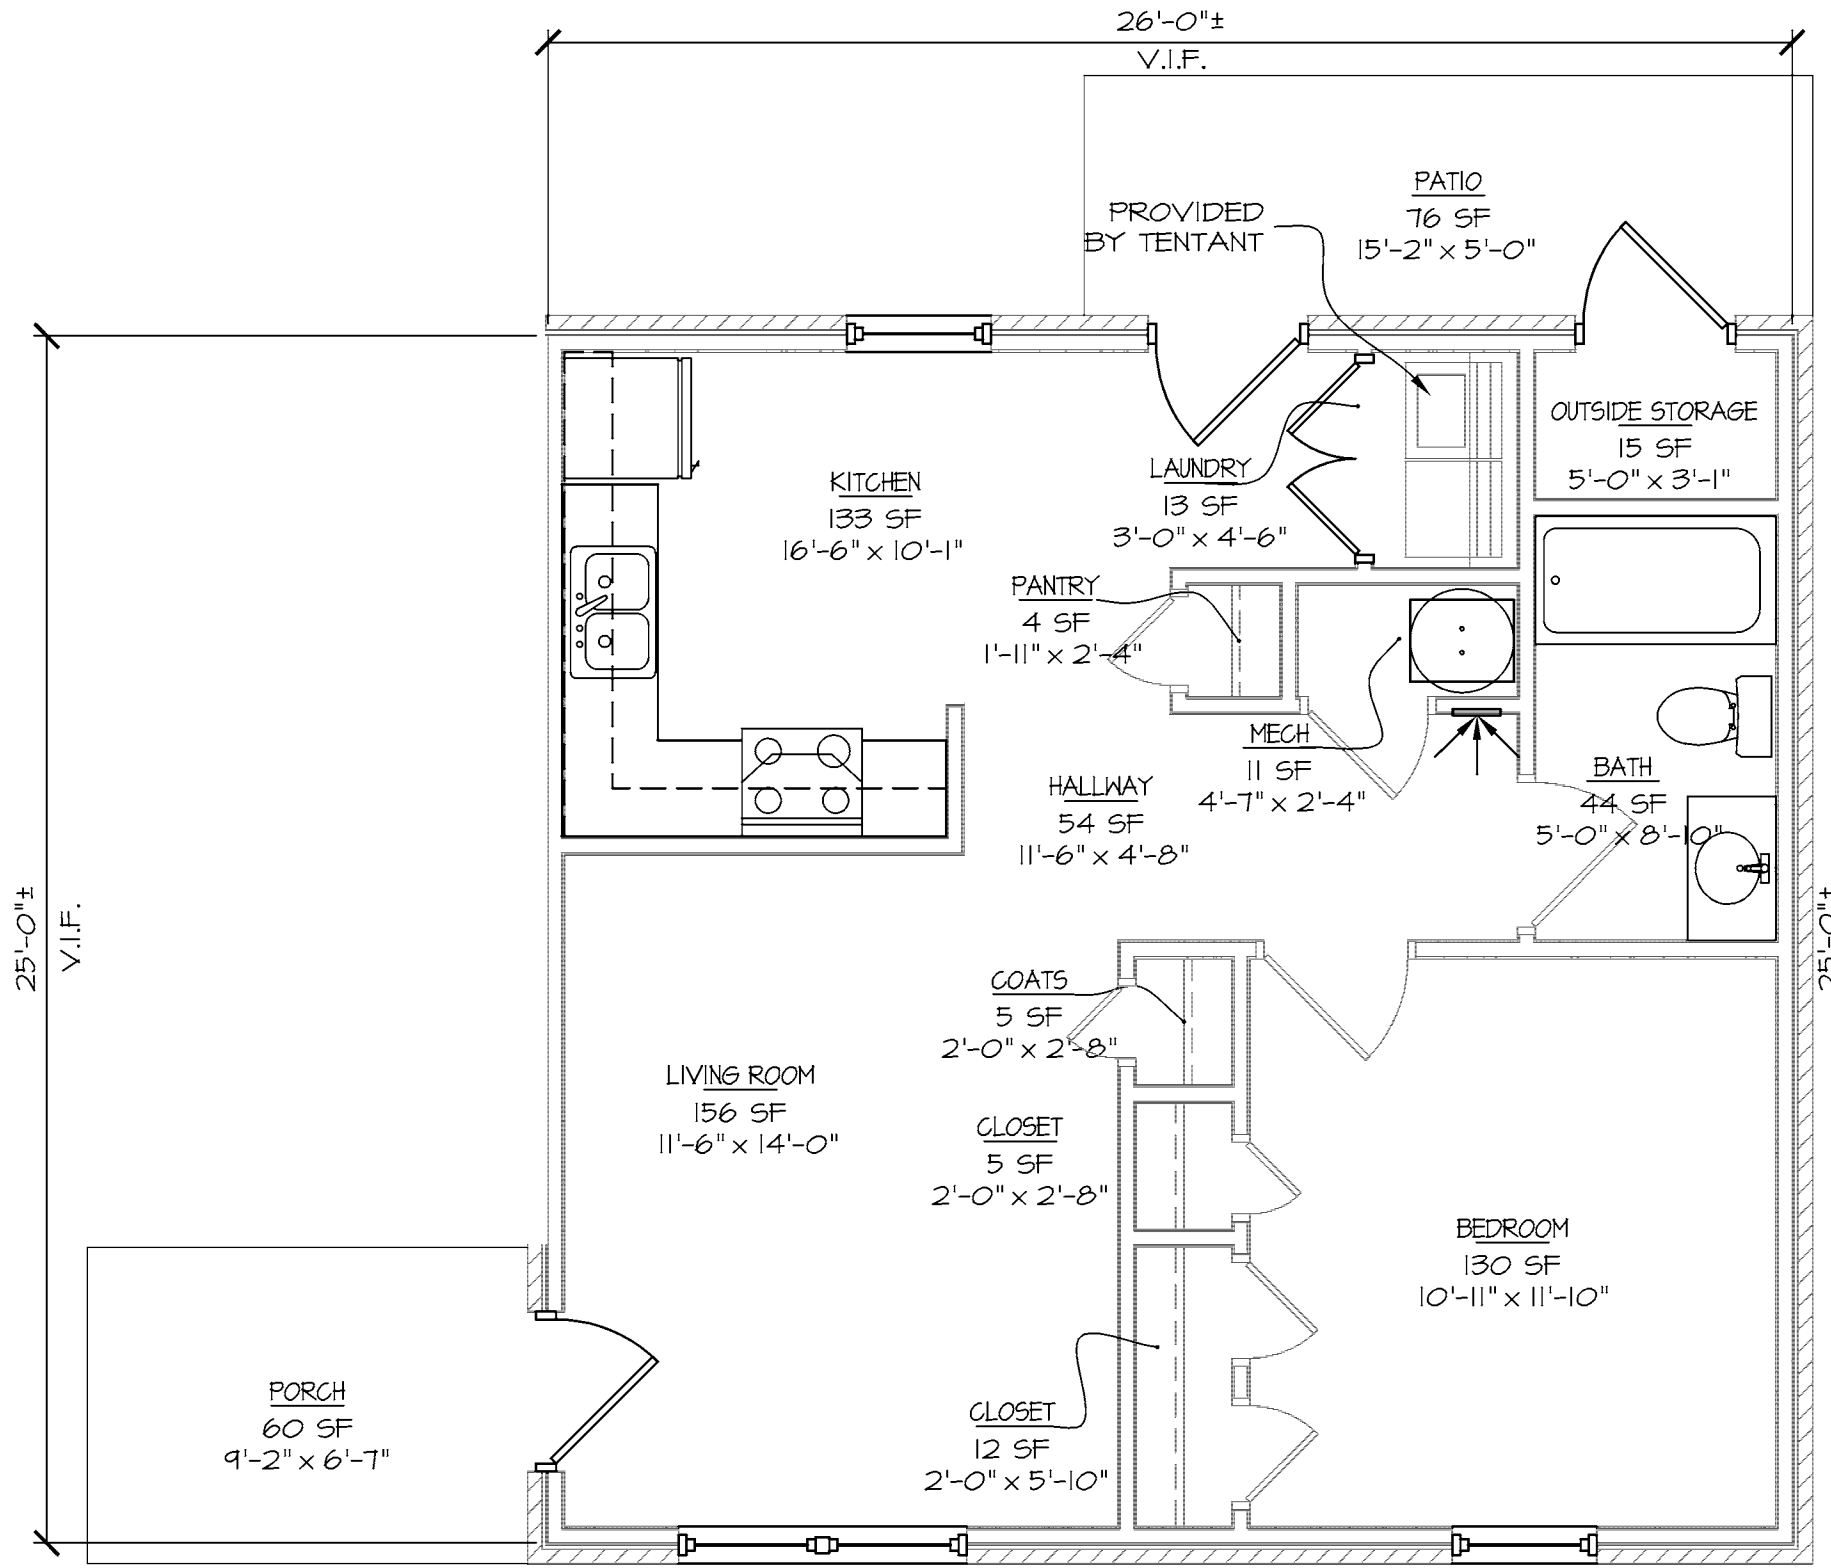 26'-0"±
V.I.F.
PATIO
76 SF
15'-2" x 5'-0"
PROVIDED
BY TENTANT
OUTSIDE STORAGE
15 SF
5'-0" x 3'-1"
KITCHEN
133 SF
16'-6" x 10'-1"
LAUNDRY
13 SF
3'-0" x 4'-6"
PANTRY
4 SF
1'-11" x 2'-4"
MECH
11 SF
4'-7" x 2'-4"
BATH
44 SF
5'-0" x 8'-10"
HALLWAY
54 SF
11'-6" x 4'-8"
25'-0"±
V.I.F.
25'-0"±
COATS
5 SF
2'-0" x 2'-8"
LIVING ROOM
156 SF
11'-6" x 14'-0"
CLOSET
5 SF
2'-0" x 2'-8"
BEDROOM
130 SF
10'-11" x 11'-10"
PORCH
60 SF
9'-2" x 6'-7"
CLOSET
12 SF
2'-0" x 5'-10"